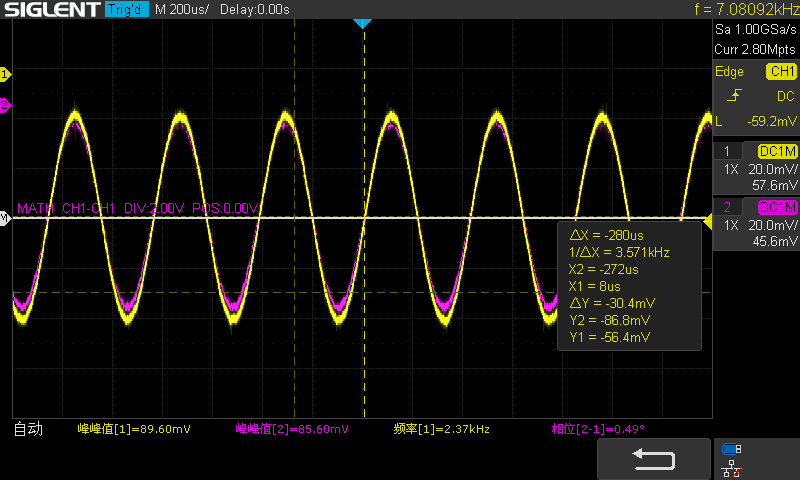 SIGLENT Trig'd M 200us/ Delay:0.00s f = 7.08092kHz
Sa 1.00GSa/s
Curr 2.80Mpts
Edge CH1
DC
L -59.2mV
1 DC1M
1X 20.0mV/
57.6mV
2 DC1M
1X 20.0mV/
45.6mV
1
2
M
MATH CH1-CH1 DIV:2.00V POS:0.00V
ΔX = -280us
1/ΔX = 3.571kHz
X2 = -272us
X1 = 8us
ΔY = -30.4mV
Y2 = -86.8mV
Y1 = -56.4mV
自动 峰峰值[1]=89.60mV 峰峰值[2]=85.60mV 频率[1]=2.37kHz 相位[2-1]=0.49°